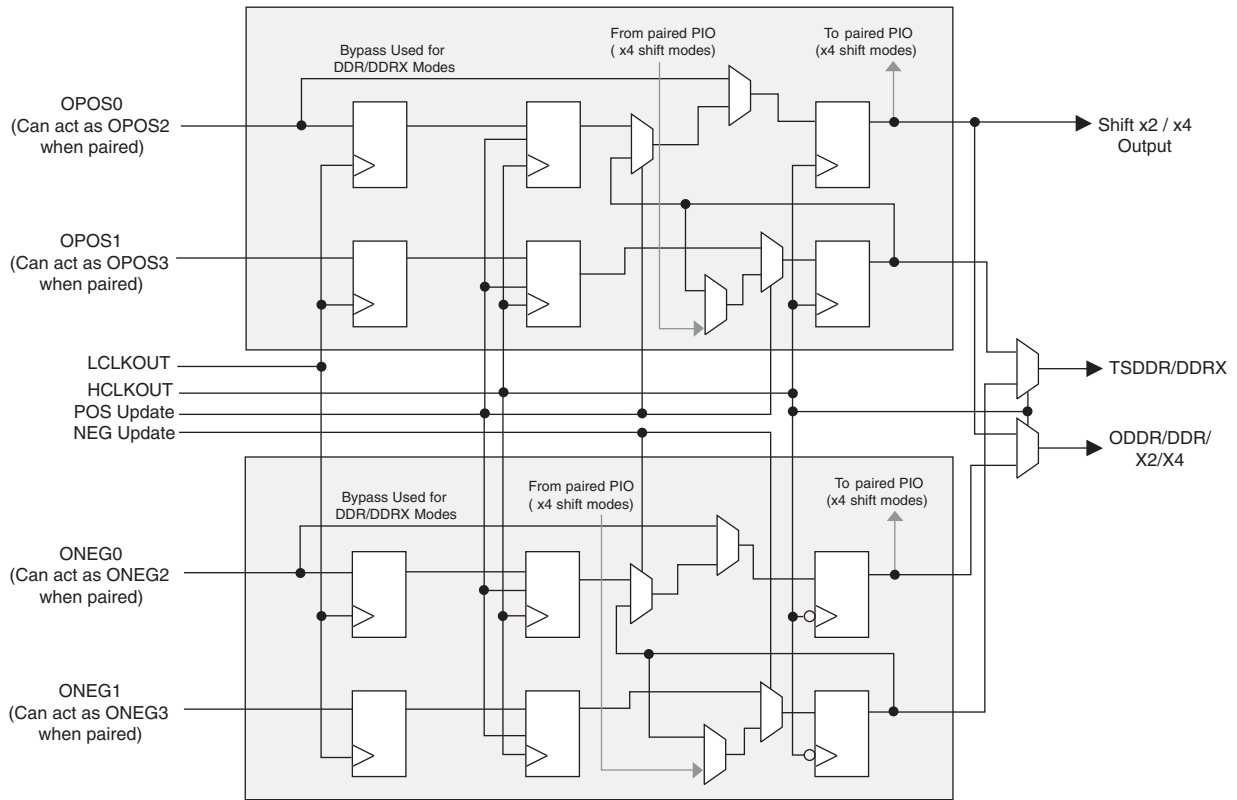 From paired PIO
( x4 shift modes)
To paired PIO
(x4 shift modes)
Bypass Used for
DDR/DDRX Modes
OPOS0
(Can act as OPOS2
when paired)
Shift x2 / x4
Output
OPOS1
(Can act as OPOS3
when paired)
LCLKOUT
HCLKOUT
POS Update
NEG Update
TSDDR/DDRX
ODDR/DDR/
X2/X4
Bypass Used for
DDR/DDRX Modes
From paired PIO
( x4 shift modes)
To paired PIO
(x4 shift modes)
ONEG0
(Can act as ONEG2
when paired)
ONEG1
(Can act as ONEG3
when paired)